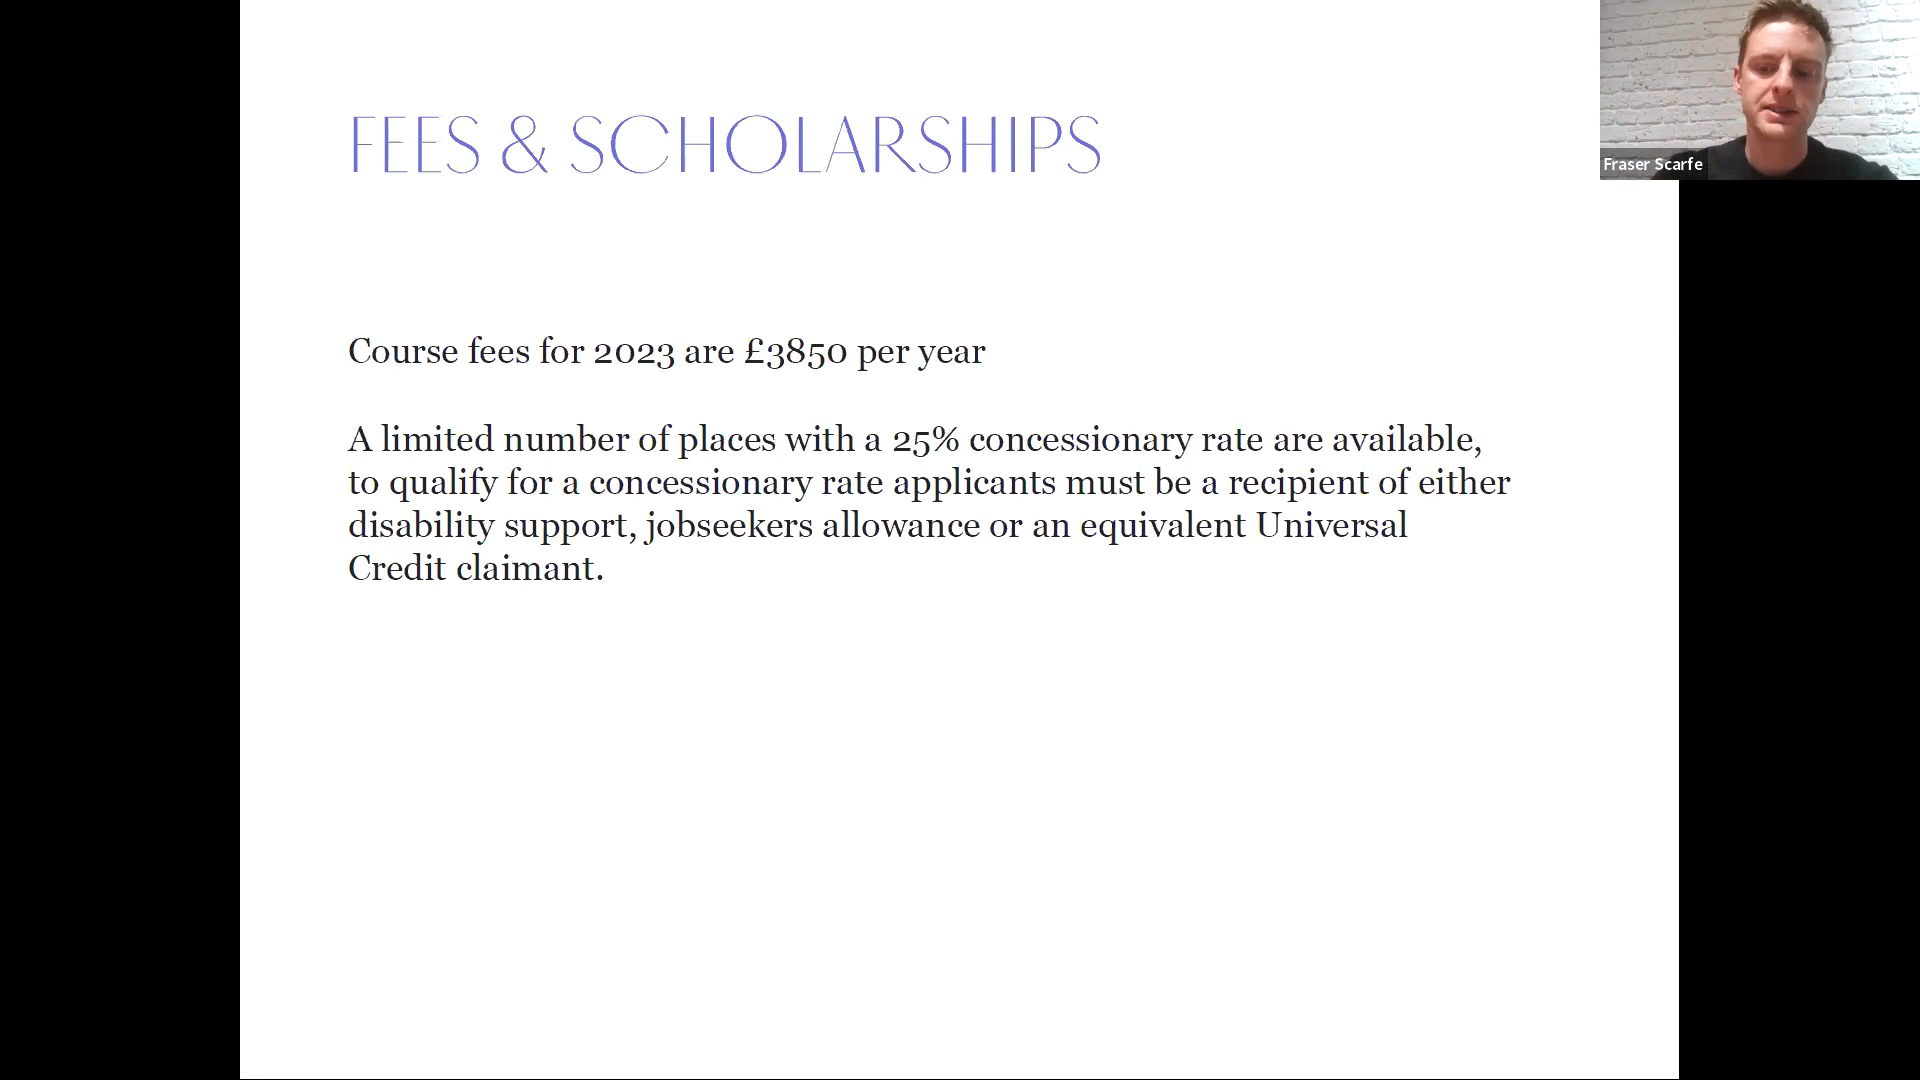 FEES & SCHOLARSHIPS
Fraser Scarfe
Course fees for 2023 are £3850 per year
A limited number of places with a 25% concessionary rate are available,
to qualify for a concessionary rate applicants must be a recipient of either
disability support, jobseekers allowance or an equivalent Universal
Credit claimant.